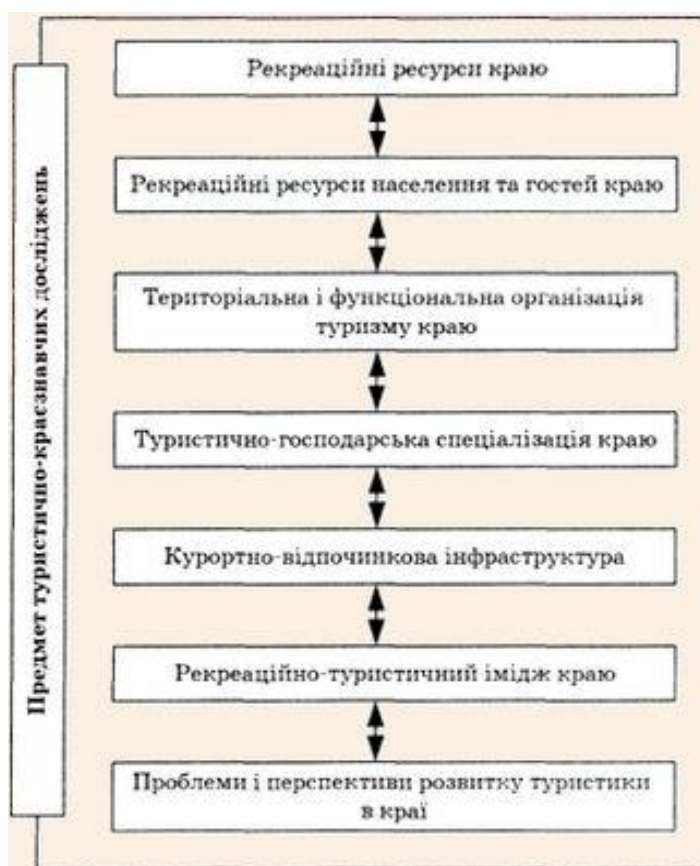 Предмет туристично-краєзнавчих досліджень
Рекреаційні ресурси краю
Рекреаційні ресурси населення та гостей краю
Територіальна і функціональна організація
туризму краю
Туристично-господарська спеціалізація краю
Курортно-відпочинкова інфраструктура
Рекреаційно-туристичний імідж краю
Проблеми і перспективи розвитку туристики
в краї